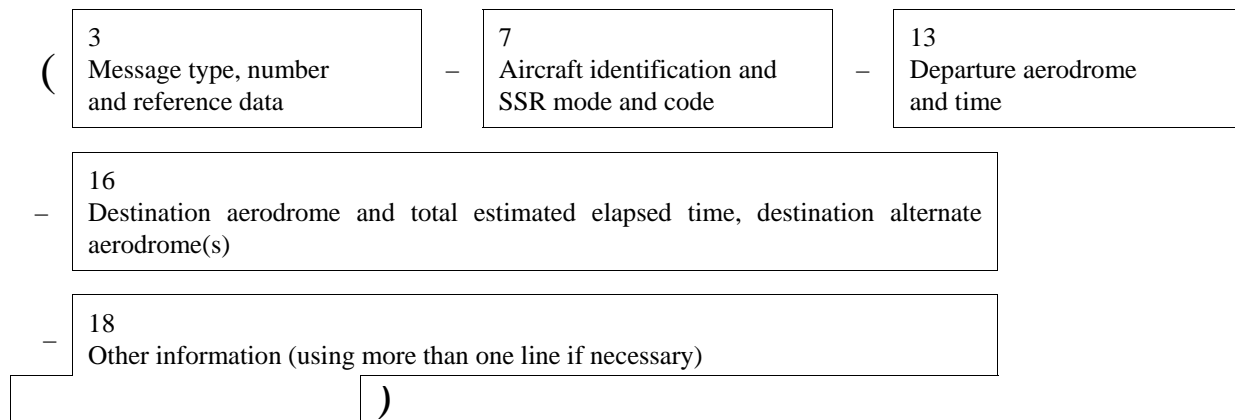 3
Message type, number
and reference data
(
–
7
Aircraft identification and
SSR mode and code
–
13
Departure aerodrome
and time
–
16
Destination aerodrome and total estimated elapsed time, destination alternate
aerodrome(s)
–
18
Other information (using more than one line if necessary)
)